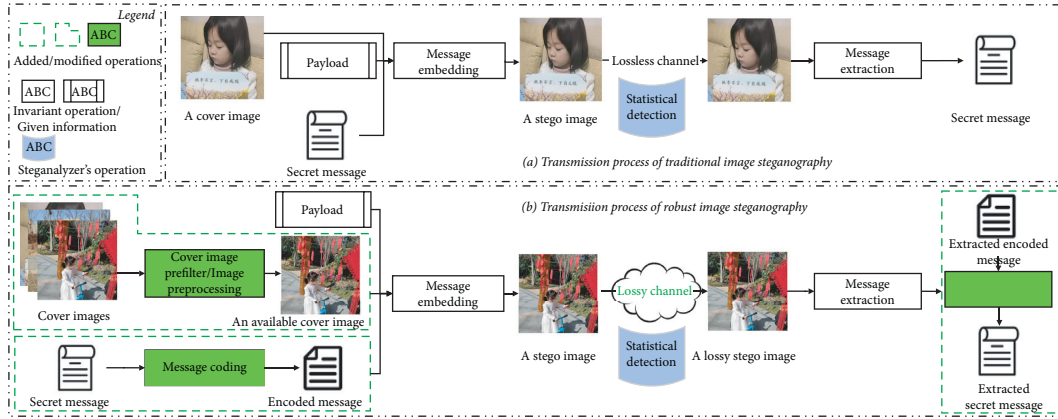 Legend
ABC
Added/modified operations
ABC
ABC
Invariant operation/
Given information
ABC
Steganalyzer's operation
A cover image
Payload
Secret message
Message
embedding
A stego image
Lossless channel
Statistical
detection
Message
extraction
Secret message
(a) Transmission process of traditional image steganography
Cover images
Cover image
prefilter/Image
preprocessing
An available cover image
Secret message
Message coding
Encoded message
Payload
(b) Transmisiion process of robust image steganography
Message
embedding
A stego image
Lossy channel
Statistical
detection
A lossy stego image
Message
extraction
Extracted encoded
message
Extracted
secret message